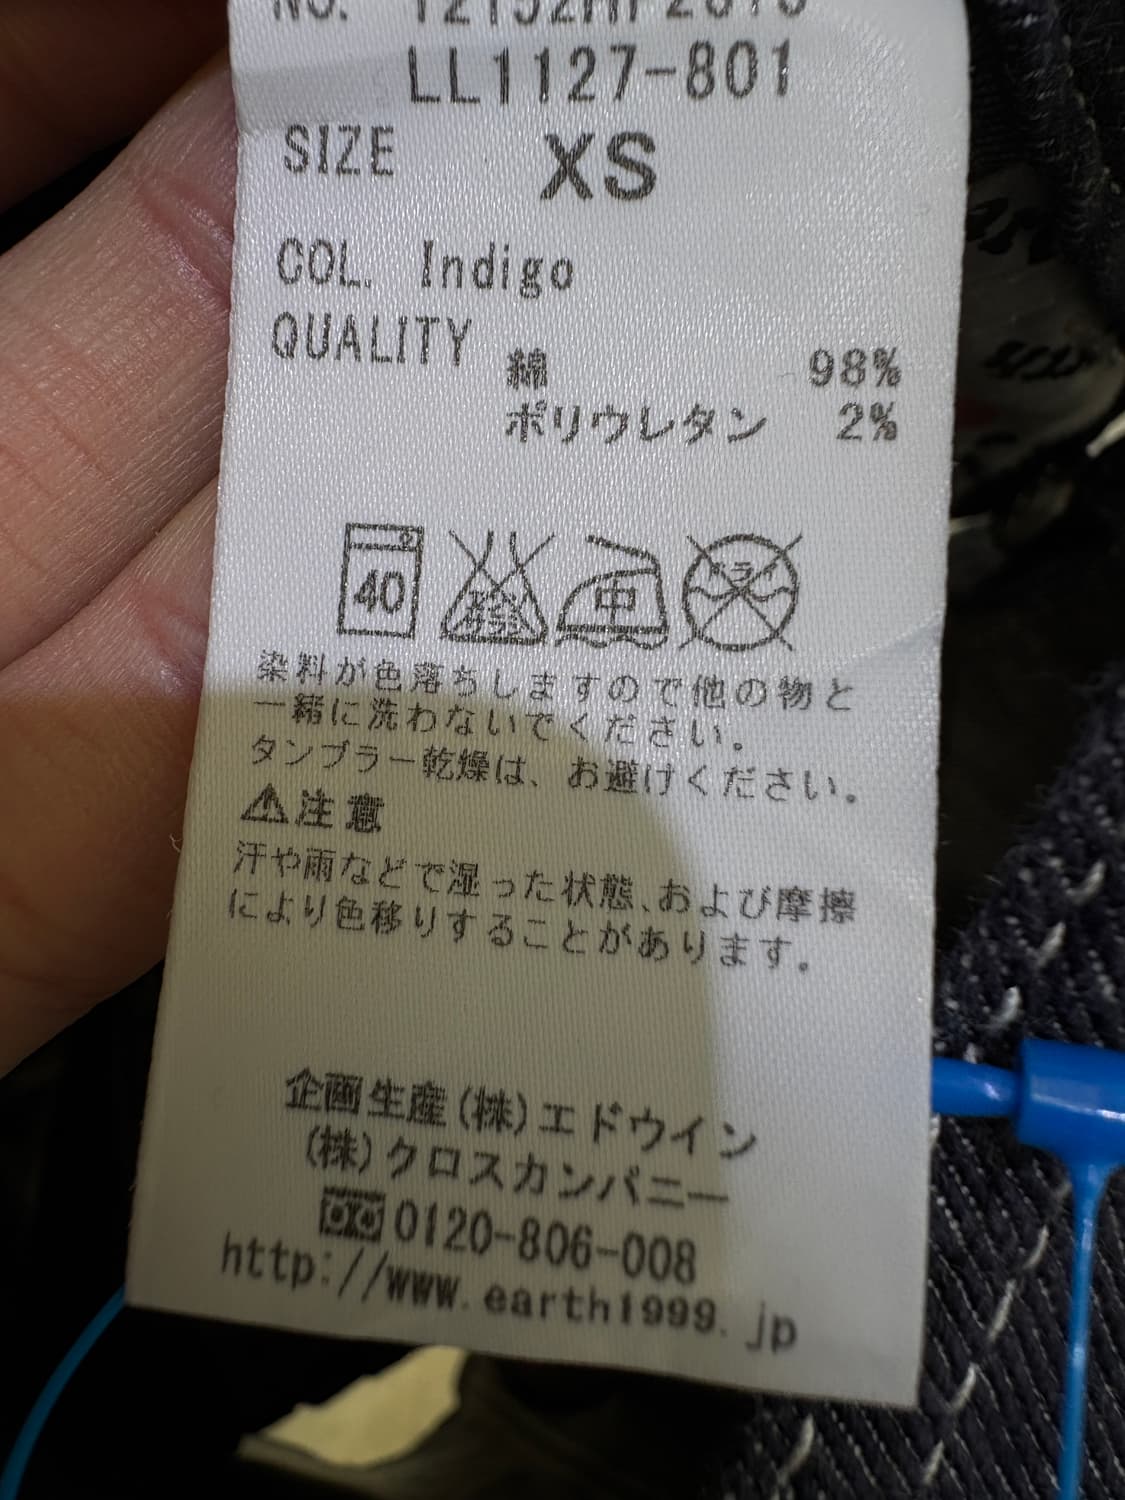 NO.
LL1127-801
SIZE XS
COL. Indigo
QUALITY
綿 98%
ポリウレタン 2%
40
中 ドライ
染料が色落ちしますので他の物と
一緒に洗わないでください。
タンブラー乾燥は、お避けください。
⚠注意
汗や雨などで湿った状態、および摩擦
により色移りすることがあります。
企画生産(株)エドウイン
(株)クロスカンパニー
0120-806-008
http://www.earth1999.jp